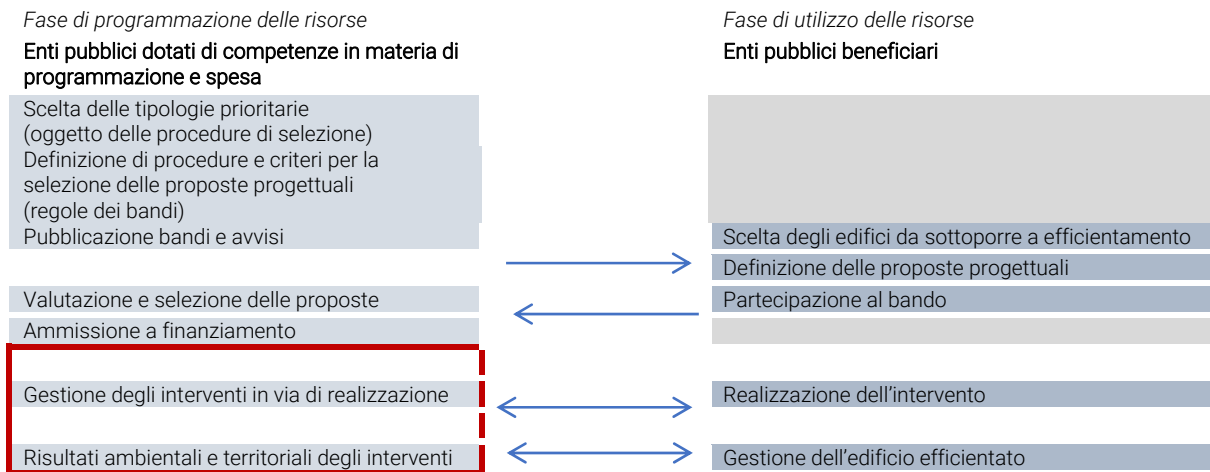 Fase di programmazione delle risorse
Enti pubblici dotati di competenze in materia di
programmazione e spesa
Scelta delle tipologie prioritarie
(oggetto delle procedure di selezione)
Definizione di procedure e criteri per la
selezione delle proposte progettuali
(regole dei bandi)
Pubblicazione bandi e avvisi
Valutazione e selezione delle proposte
Ammissione a finanziamento
Gestione degli interventi in via di realizzazione
Risultati ambientali e territoriali degli interventi
Fase di utilizzo delle risorse
Enti pubblici beneficiari
Scelta degli edifici da sottoporre a efficientamento
Definizione delle proposte progettuali
Partecipazione al bando
Realizzazione dell’intervento
Gestione dell’edificio efficientato